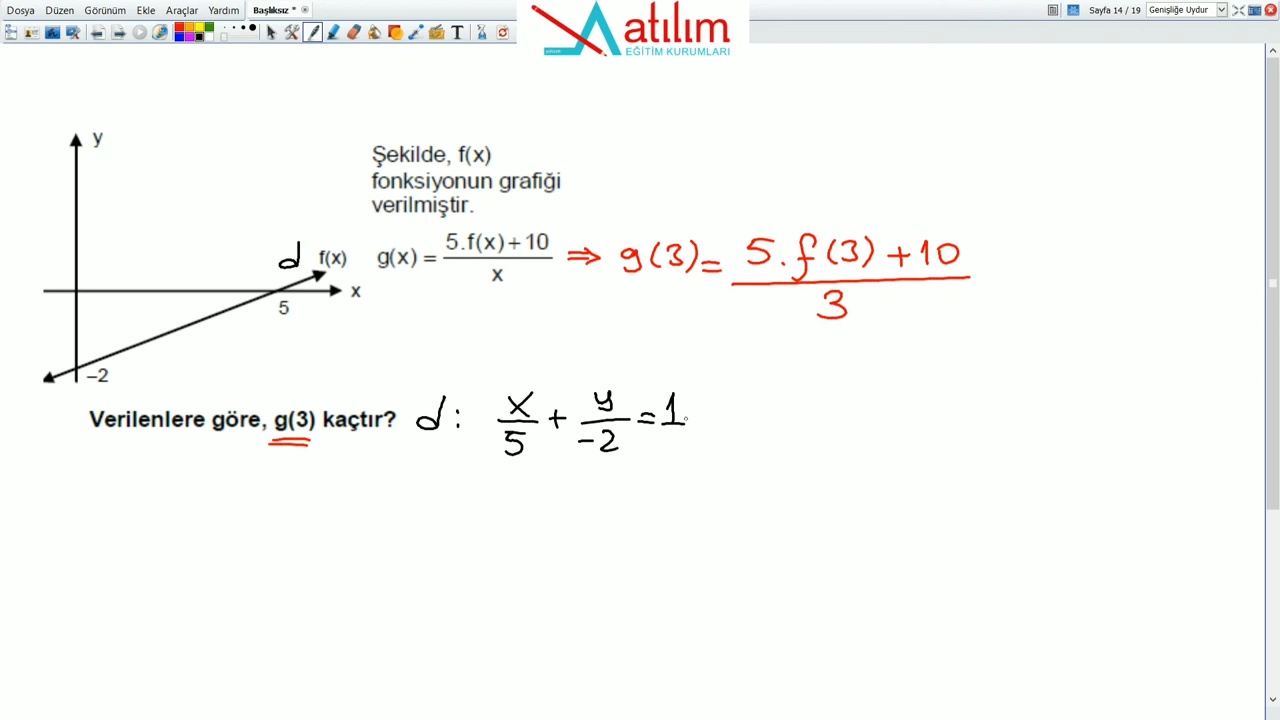 Dosya Düzen Görünüm Ekle Araçlar Yardım Başlıksız * Sayfa 14 / 19 Genişliğe Uydur
atılım
EĞİTİM KURUMLARI
y
Şekilde, f(x)
fonksiyonun grafiği
verilmiştir.
d f(x)
g(x) = 5.f(x)+10 / x ⇒ g(3) = 5.f(3)+10 / 3
x
5
–2
Verilenlere göre, g(3) kaçtır? d: x/5 + y/-2 = 1